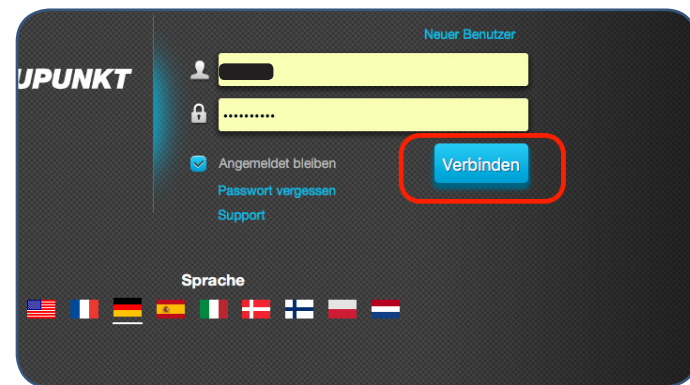 Neuer Benutzer
UPUNKT
Angemeldet bleiben
Verbinden
Passwort vergessen
Support
Sprache